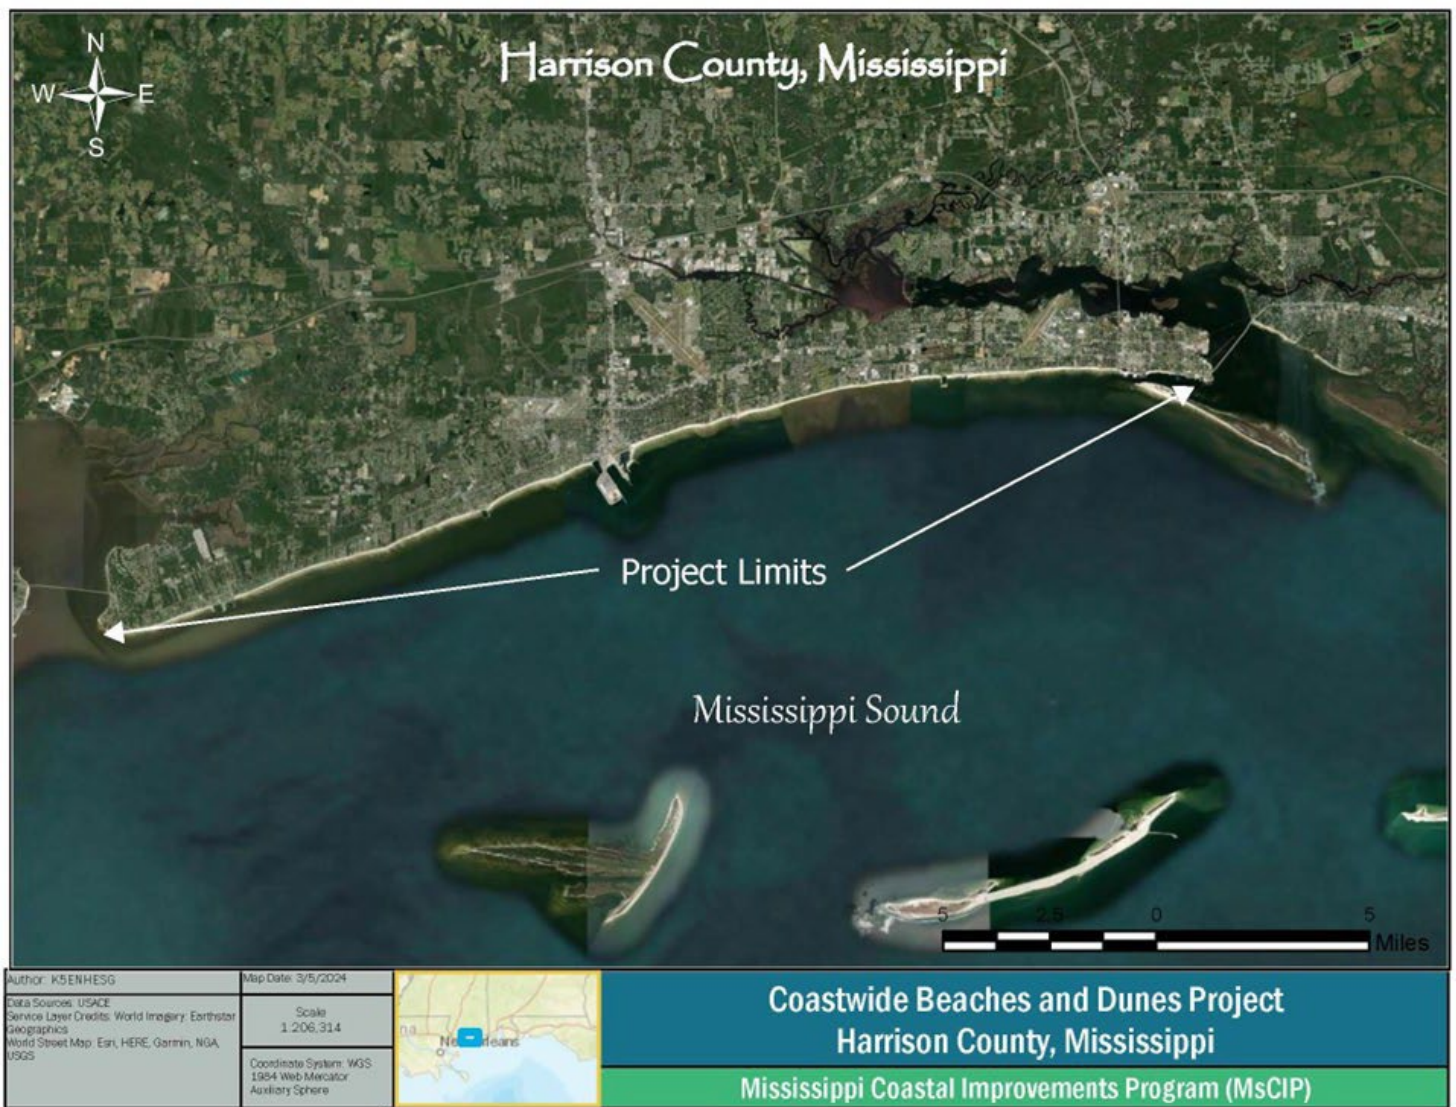 Harrison County, Mississippi
N
W E
S
Project Limits
Mississippi Sound
5 2.5 0 5
Miles
Author: K5ENHESG
Data Sources: USACE
Service Layer Credits: World Imagery: Earthstar
Geographics
World Street Map: Esri, HERE, Garmin, NGA,
USGS
Map Date: 3/5/2024
Scale
1:206,314
Coordinate System: WGS
1984 Web Mercator
Auxiliary Sphere
Coastwide Beaches and Dunes Project
Harrison County, Mississippi
Mississippi Coastal Improvements Program (MsCIP)